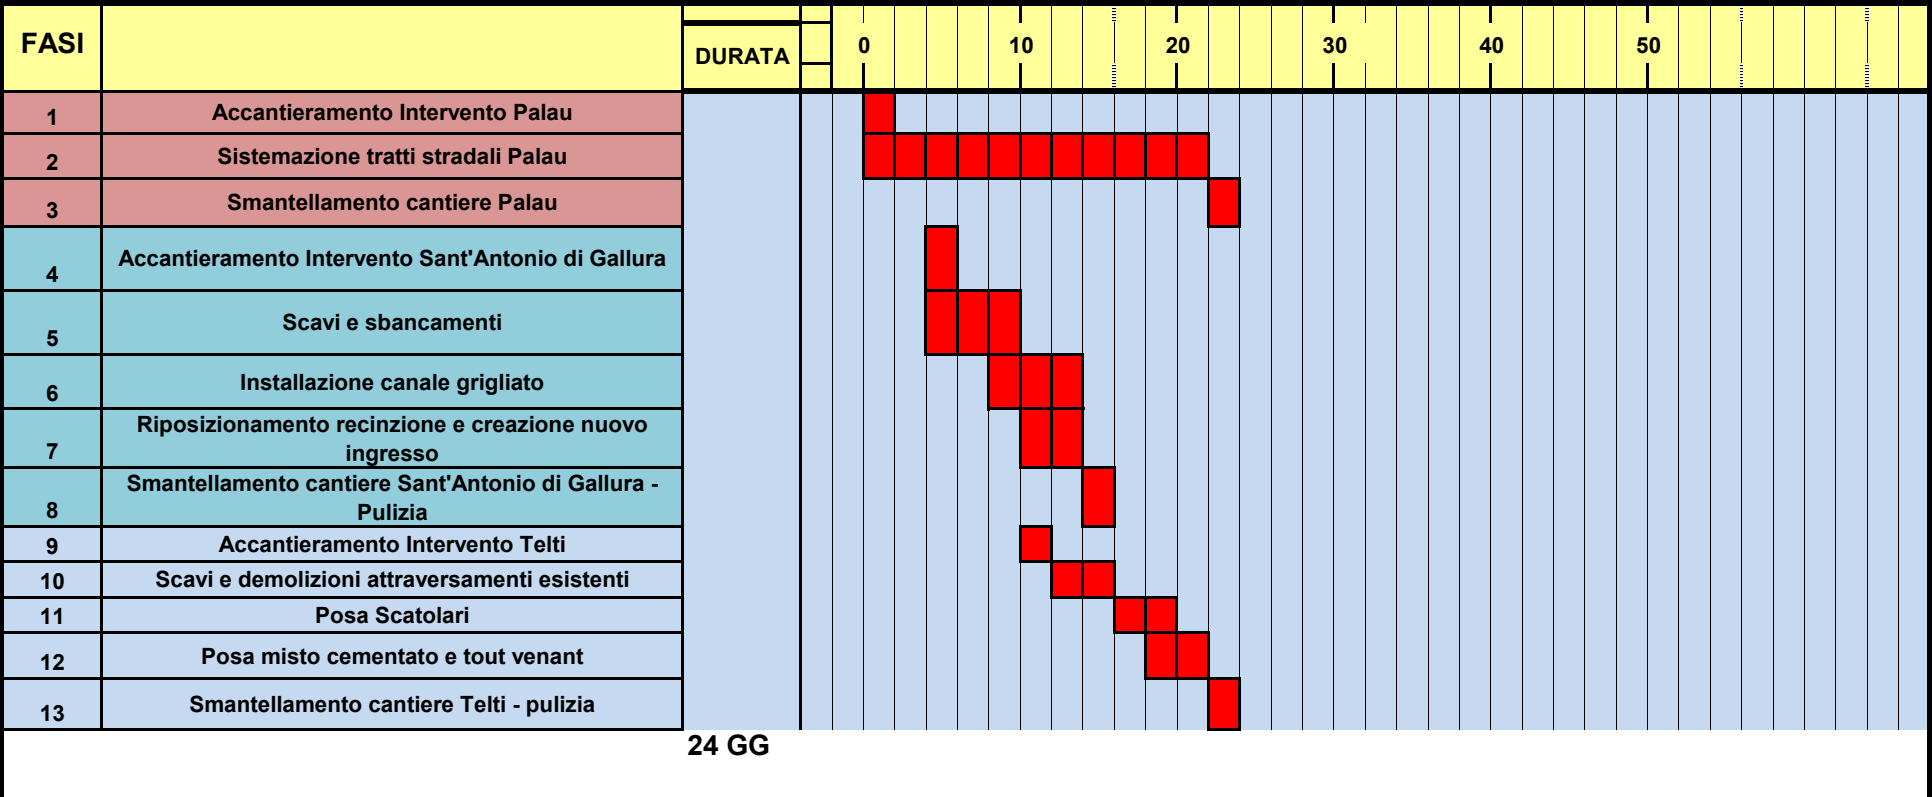 FASI
DURATA
0 10 20 30 40 50
1 Accantieramento Intervento Palau
2 Sistemazione tratti stradali Palau
3 Smantellamento cantiere Palau
4 Accantieramento Intervento Sant'Antonio di Gallura
5 Scavi e sbancamenti
6 Installazione canale grigliato
7 Riposizionamento recinzione e creazione nuovo
ingresso
8 Smantellamento cantiere Sant'Antonio di Gallura -
Pulizia
9 Accantieramento Intervento Telti
10 Scavi e demolizioni attraversamenti esistenti
11 Posa Scatolari
12 Posa misto cementato e tout venant
13 Smantellamento cantiere Telti - pulizia
24 GG